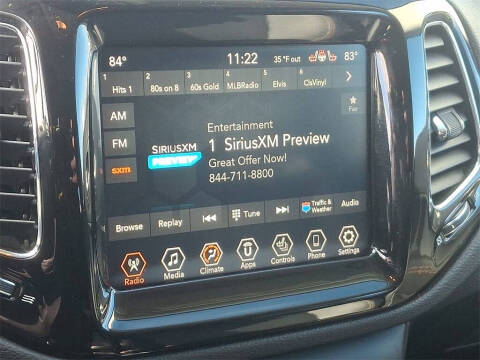 84°
11:22
35°F out
83°
1 Hits 1
2 80s on 8
3 60s Gold
4 MLBRadio
5 Elvis
6 ClsVinyl
AM
FM
sxm
Fav
SIRIUSXM
PREVIEW
Entertainment
1 SiriusXM Preview
Great Offer Now!
844-711-8800
Browse
Replay
Tune
Traffic & Weather
Audio
Radio
Media
Climate
Apps
Controls
Phone
Settings